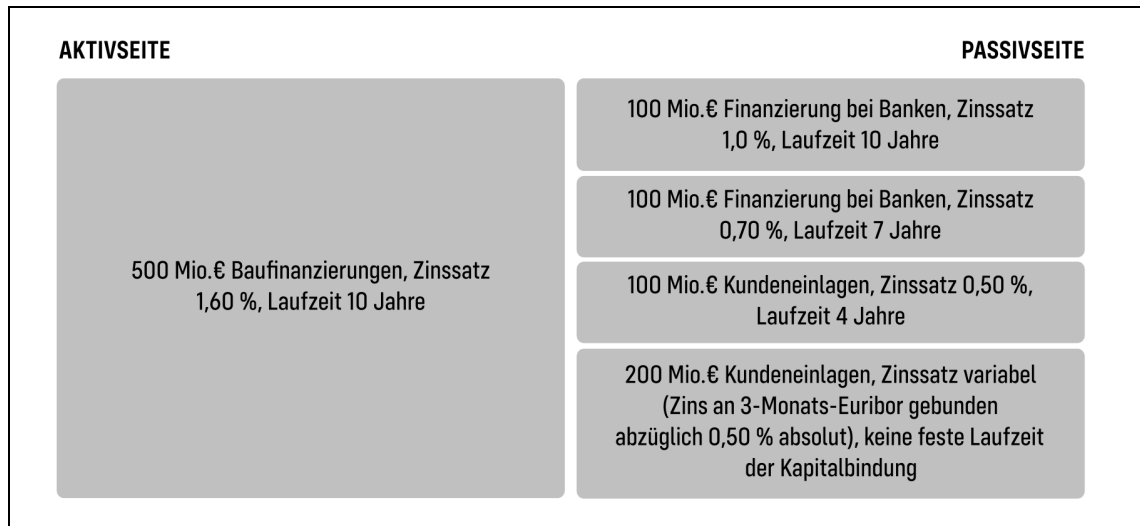 AKTIVSEITE
PASSIVSEITE
500 Mio.€ Baufinanzierungen, Zinssatz
1,60 %, Laufzeit 10 Jahre
100 Mio.€ Finanzierung bei Banken, Zinssatz
1,0 %, Laufzeit 10 Jahre
100 Mio.€ Finanzierung bei Banken, Zinssatz
0,70 %, Laufzeit 7 Jahre
100 Mio.€ Kundeneinlagen, Zinssatz 0,50 %,
Laufzeit 4 Jahre
200 Mio.€ Kundeneinlagen, Zinssatz variabel
(Zins an 3-Monats-Euribor gebunden
abzüglich 0,50 % absolut), keine feste Laufzeit
der Kapitalbindung